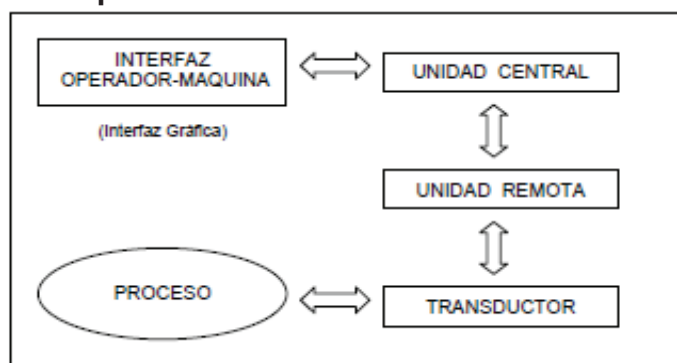 INTERFAZ
OPERADOR-MAQUINA
UNIDAD CENTRAL
(Interfaz Gráfica)
UNIDAD REMOTA
PROCESO
TRANSDUCTOR